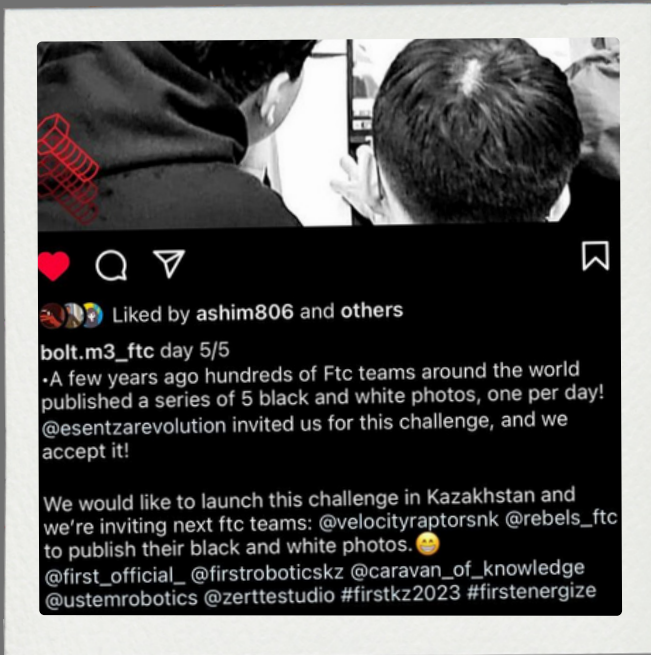 Liked by ashim806 and others
bolt.m3_ftc day 5/5
•A few years ago hundreds of Ftc teams around the world
published a series of 5 black and white photos, one per day!
@esentzarevolution invited us for this challenge, and we
accept it!
We would like to launch this challenge in Kazakhstan and
we're inviting next ftc teams: @velocityraptorsnk @rebels_ftc
to publish their black and white photos.😁
@first_official_ @firstroboticskz @caravan_of_knowledge
@ustemrobotics @zerttestudio #firstkz2023 #firstenergize